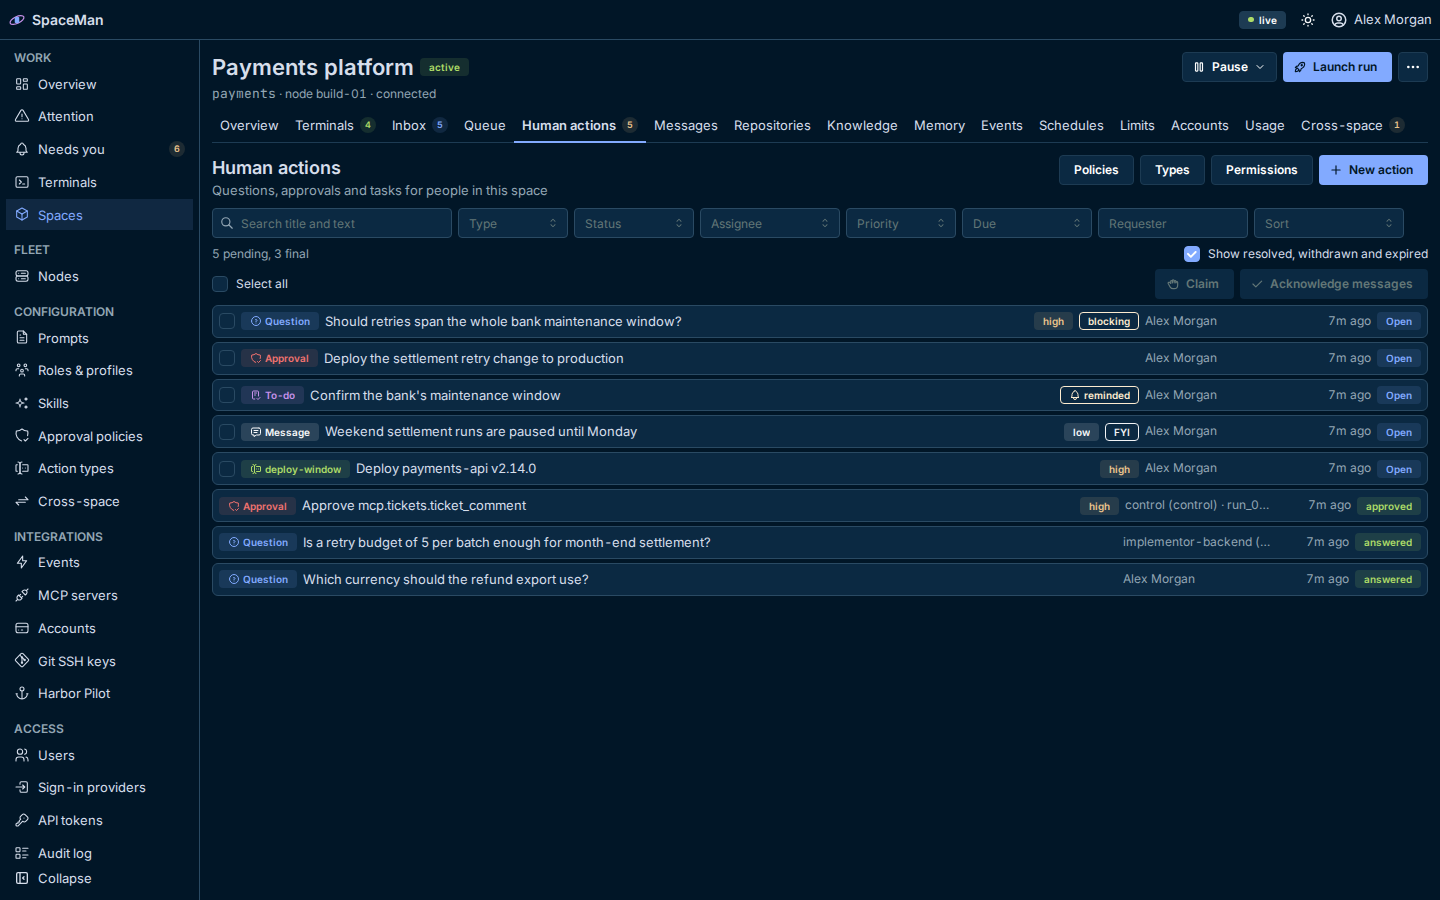 SpaceMan
live
Alex Morgan
WORK
Overview
Attention
Needs you 6
Terminals
Spaces
FLEET
Nodes
CONFIGURATION
Prompts
Roles & profiles
Skills
Approval policies
Action types
Cross-space
INTEGRATIONS
Events
MCP servers
Accounts
Git SSH keys
Harbor Pilot
ACCESS
Users
Sign-in providers
API tokens
Audit log
Collapse
Payments platform active
Pause
Launch run
payments · node build-01 · connected
Overview Terminals 4 Inbox 5 Queue Human actions 5 Messages Repositories Knowledge Memory Events Schedules Limits Accounts Usage Cross-space 1
Human actions
Questions, approvals and tasks for people in this space
Policies Types Permissions New action
Search title and text Type Status Assignee Priority Due Requester Sort
5 pending, 3 final
Show resolved, withdrawn and expired
Select all
Claim Acknowledge messages
Question Should retries span the whole bank maintenance window? high blocking Alex Morgan 7m ago Open
Approval Deploy the settlement retry change to production Alex Morgan 7m ago Open
To-do Confirm the bank's maintenance window reminded Alex Morgan 7m ago Open
Message Weekend settlement runs are paused until Monday low FYI Alex Morgan 7m ago Open
deploy-window Deploy payments-api v2.14.0 high Alex Morgan 7m ago Open
Approval Approve mcp.tickets.ticket_comment high control (control) · run_0... 7m ago approved
Question Is a retry budget of 5 per batch enough for month-end settlement? implementor-backend (... 7m ago answered
Question Which currency should the refund export use? Alex Morgan 7m ago answered